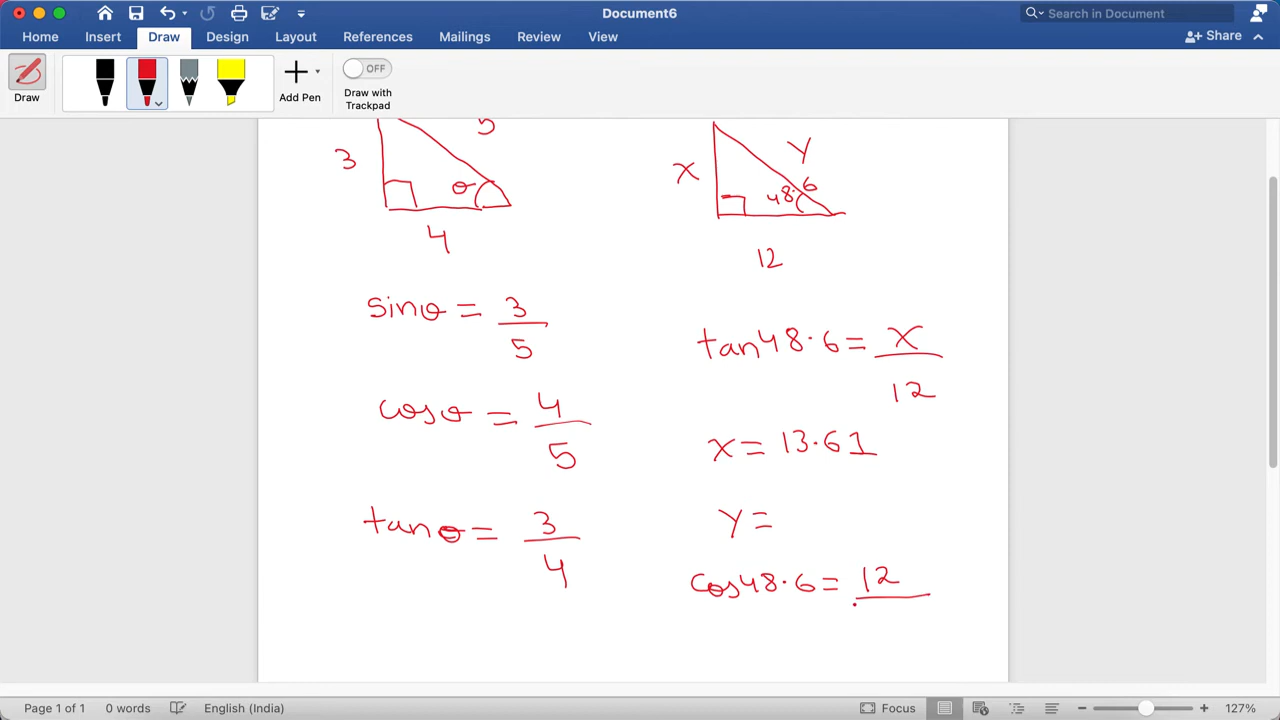 Document6
Search in Document
Home Insert Draw Design Layout References Mailings Review View
Share
Draw
Add Pen
OFF
Draw with Trackpad
5
3
θ
4
x
y
48.6
12
sinθ = 3/5
cosθ = 4/5
tanθ = 3/4
tan48.6 = x/12
x = 13.61
y =
cos48.6 = 12
Page 1 of 1 0 words English (India) Focus 127%